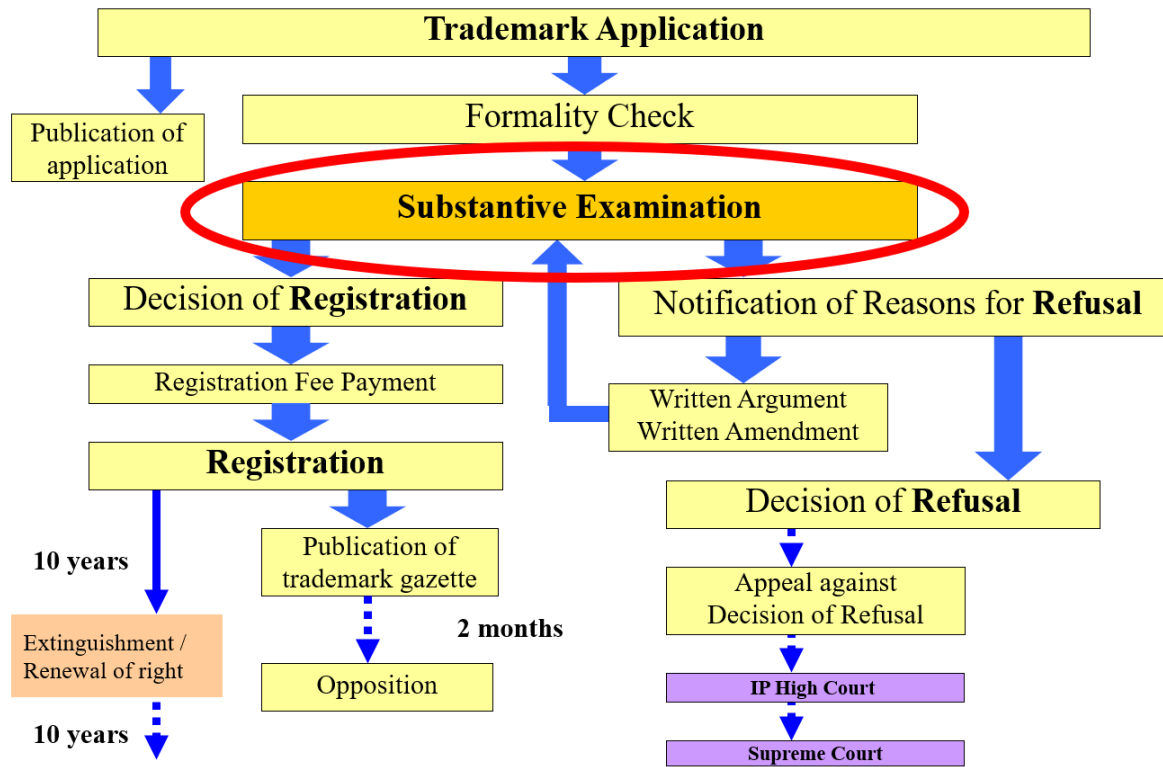 Trademark Application
Publication of
application
Formality Check
Substantive Examination
Decision of Registration
Notification of Reasons for Refusal
Registration Fee Payment
Written Argument
Written Amendment
Registration
Decision of Refusal
10 years
Publication of
trademark gazette
2 months
Appeal against
Decision of Refusal
Extinguishment /
Renewal of right
Opposition
IP High Court
10 years
Supreme Court